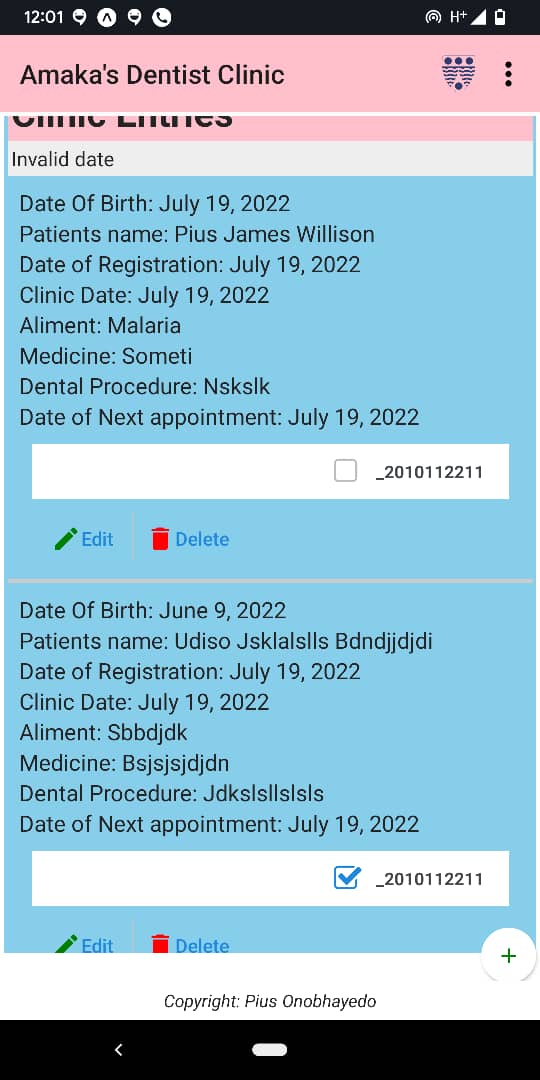 12:01
H+
Amaka's Dentist Clinic
Clinic Entries
Invalid date
Date Of Birth: July 19, 2022
Patients name: Pius James Willison
Date of Registration: July 19, 2022
Clinic Date: July 19, 2022
Aliment: Malaria
Medicine: Someti
Dental Procedure: Nskslk
Date of Next appointment: July 19, 2022
_2010112211
Edit Delete
Date Of Birth: June 9, 2022
Patients name: Udiso Jsklalslls Bdndjjdjdi
Date of Registration: July 19, 2022
Clinic Date: July 19, 2022
Aliment: Sbbdjdk
Medicine: Bsjsjsjdjdn
Dental Procedure: Jdkslsllslsls
Date of Next appointment: July 19, 2022
_2010112211
Edit Delete
+
Copyright: Pius Onobhayedo